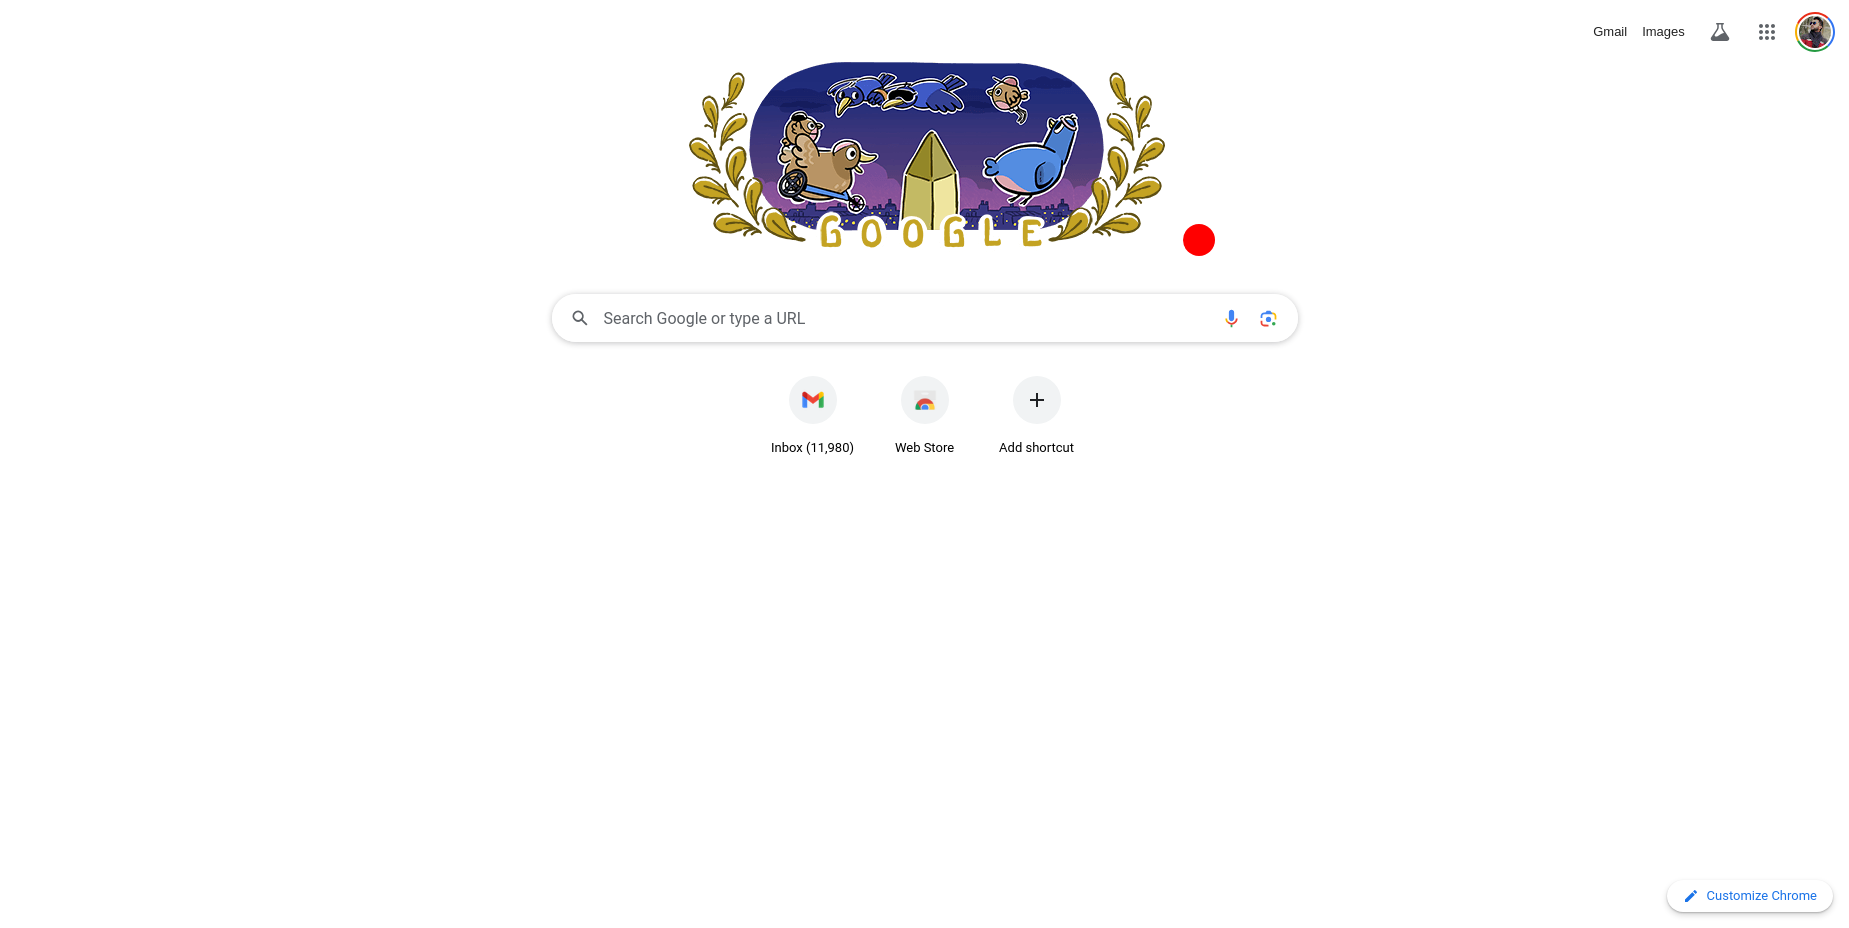 Gmail Images
GOOGLE
Search Google or type a URL
Inbox (11,980) Web Store Add shortcut
Customize Chrome